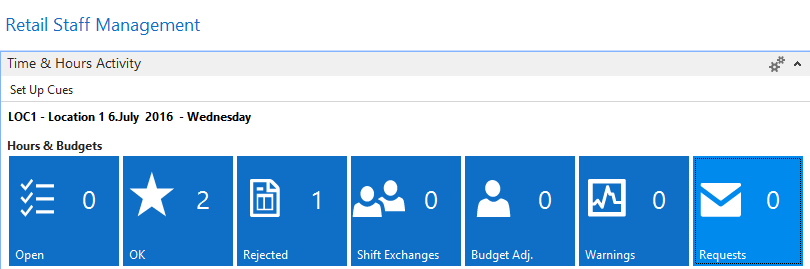 Retail Staff Management
Time & Hours Activity
Set Up Cues
LOC1 - Location 1 6.July 2016 - Wednesday
Hours & Budgets
0 2 1 0 0 0 0
Open OK Rejected Shift Exchanges Budget Adj. Warnings Requests